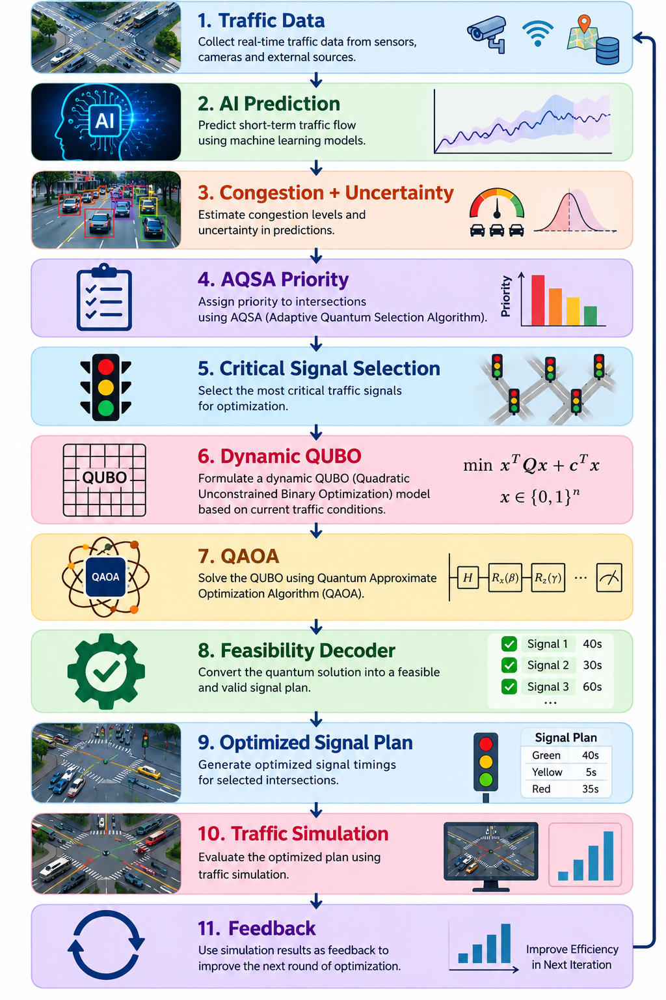 1. Traffic Data
Collect real-time traffic data from sensors,
cameras and external sources.
AI
2. AI Prediction
Predict short-term traffic flow
using machine learning models.
3. Congestion + Uncertainty
Estimate congestion levels and
uncertainty in predictions.
4. AQSA Priority
Assign priority to intersections
using AQSA (Adaptive Quantum Selection Algorithm).
Priority
5. Critical Signal Selection
Select the most critical traffic signals
for optimization.
QUBO
6. Dynamic QUBO
Formulate a dynamic QUBO (Quadratic
Unconstrained Binary Optimization) model
based on current traffic conditions.
min x^T Qx + c^T x
x ∈ {0, 1}^n
QAOA
7. QAOA
Solve the QUBO using Quantum Approximate
Optimization Algorithm (QAOA).
H R_x(β) R_z(γ) ...
8. Feasibility Decoder
Convert the quantum solution into a feasible
and valid signal plan.
Signal 1 40s
Signal 2 30s
Signal 3 60s
...
9. Optimized Signal Plan
Generate optimized signal timings
for selected intersections.
Signal Plan
Green 40s
Yellow 5s
Red 35s
10. Traffic Simulation
Evaluate the optimized plan using
traffic simulation.
11. Feedback
Use simulation results as feedback to
improve the next round of optimization.
Improve Efficiency
in Next Iteration